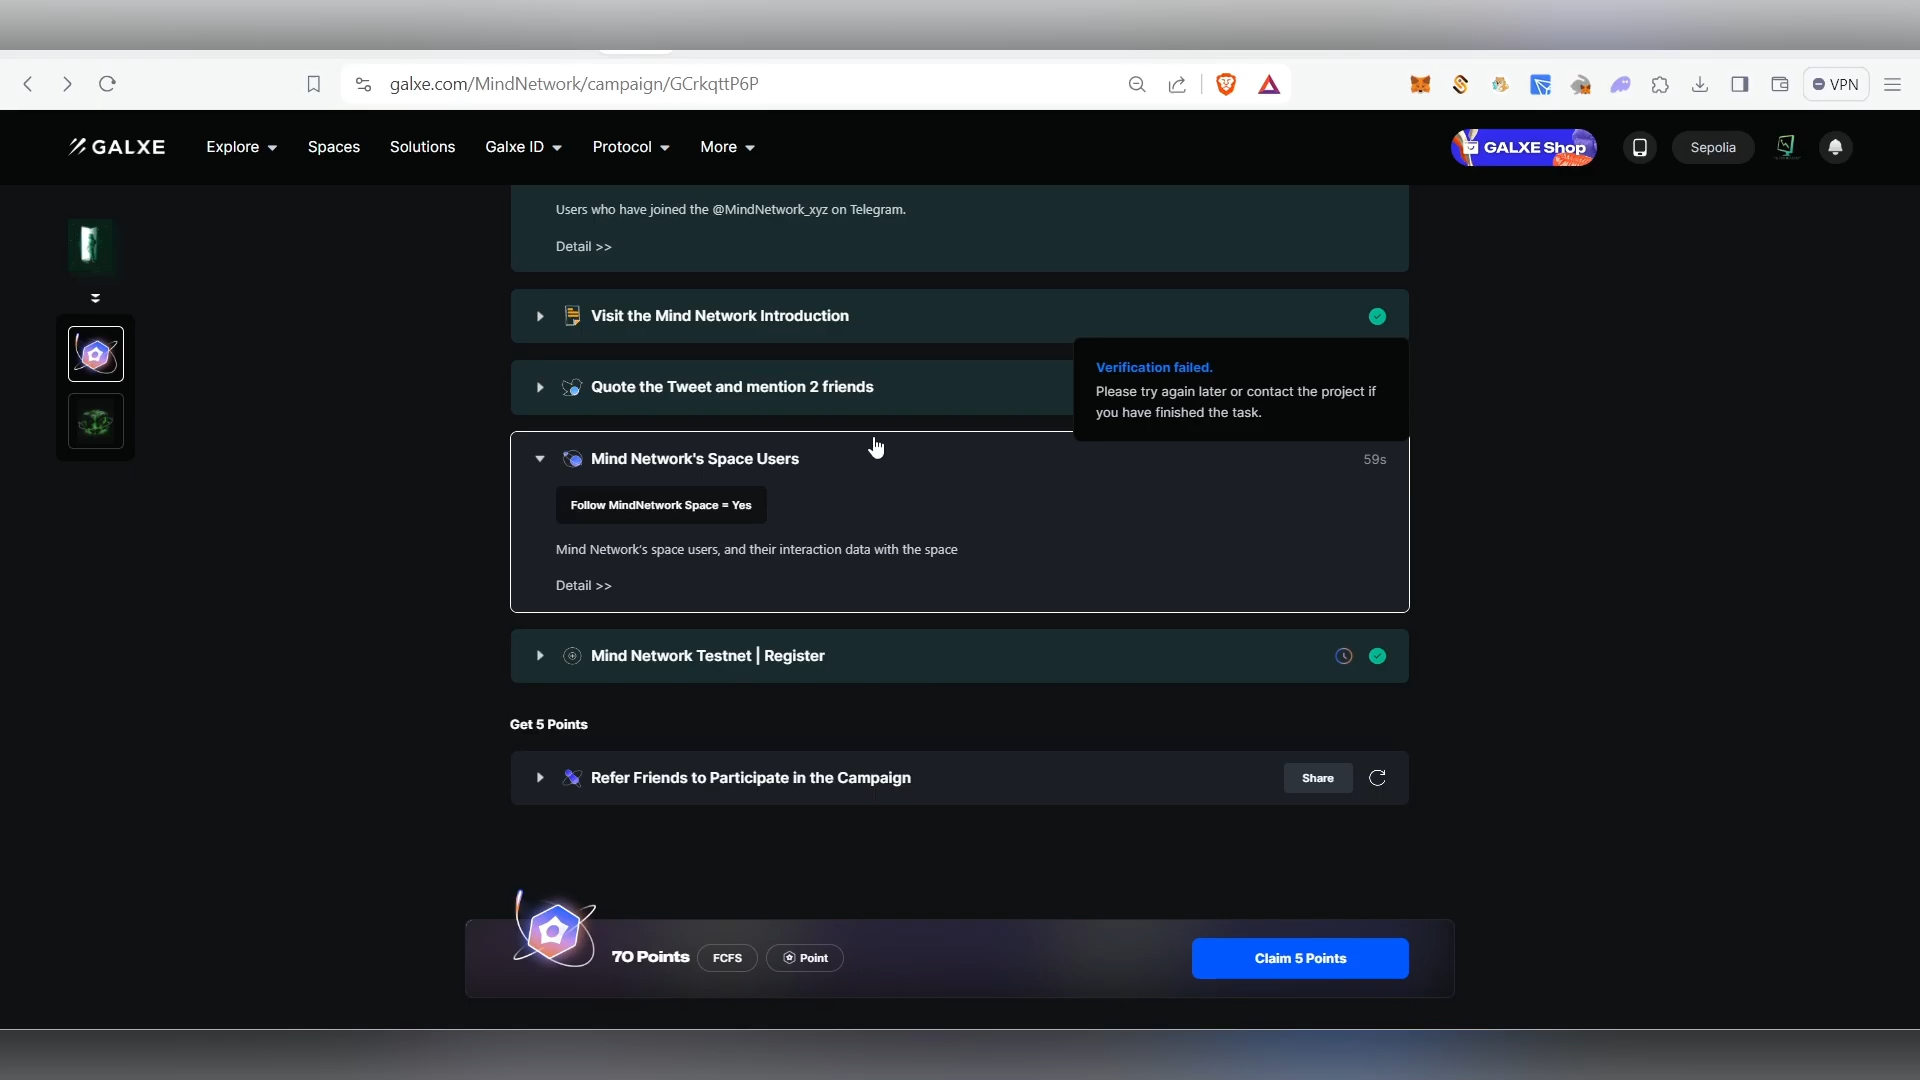 galxe.com/MindNetwork/campaign/GCrkqttP6P
VPN
GALXE
Explore
Spaces
Solutions
Galxe ID
Protocol
More
GALXE Shop
Sepolia
Users who have joined the @MindNetwork_xyz on Telegram.
Detail >>
Visit the Mind Network Introduction
Quote the Tweet and mention 2 friends
Verification failed.
Please try again later or contact the project if
you have finished the task.
Mind Network's Space Users
59s
Follow MindNetwork Space = Yes
Mind Network's space users, and their interaction data with the space
Detail >>
Mind Network Testnet | Register
Get 5 Points
Refer Friends to Participate in the Campaign
Share
70 Points
FCFS
Point
Claim 5 Points